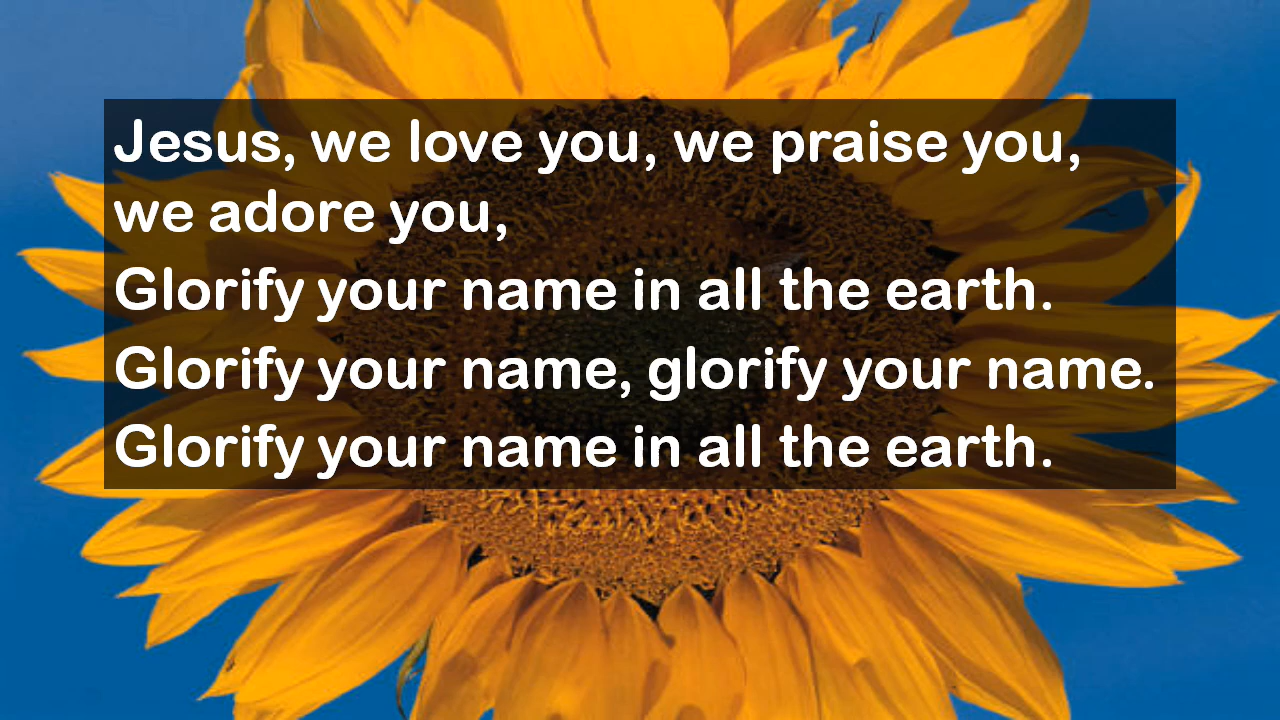 Jesus, we love you, we praise you,
we adore you,
Glorify your name in all the earth.
Glorify your name, glorify your name.
Glorify your name in all the earth.